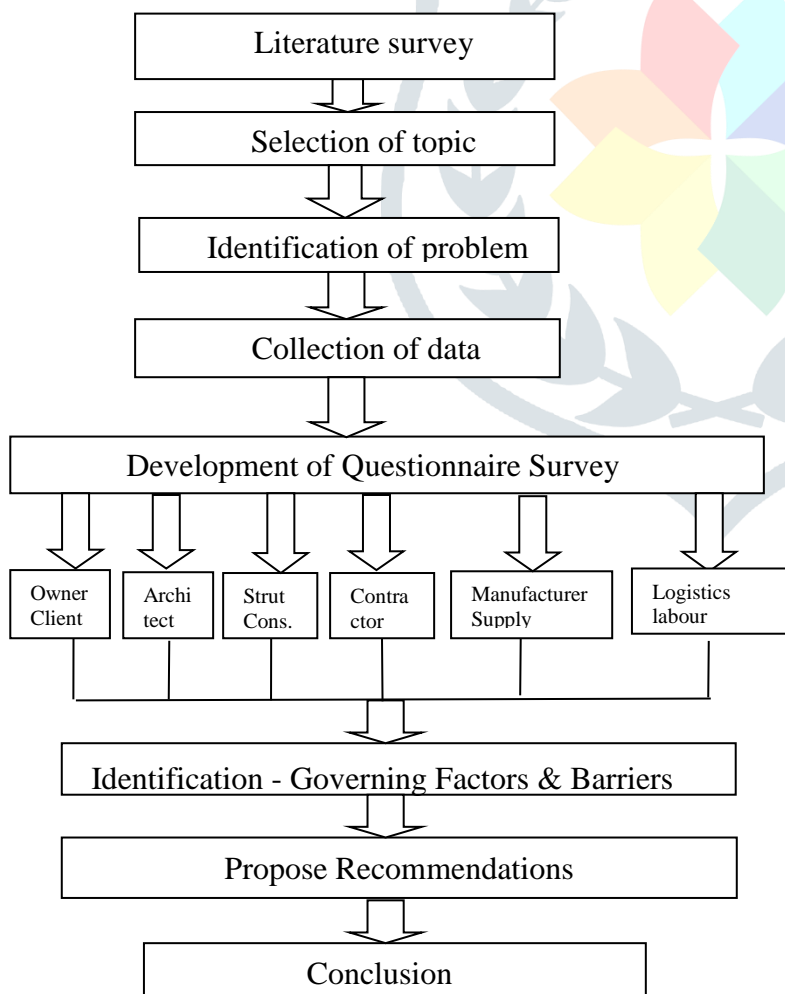 Literature survey
Selection of topic
Identification of problem
Collection of data
Development of Questionnaire Survey
Owner
Client
Archi
tect
Strut
Cons.
Contra
ctor
Manufacturer
Supply
Logistics
labour
Identification - Governing Factors & Barriers
Propose Recommendations
Conclusion